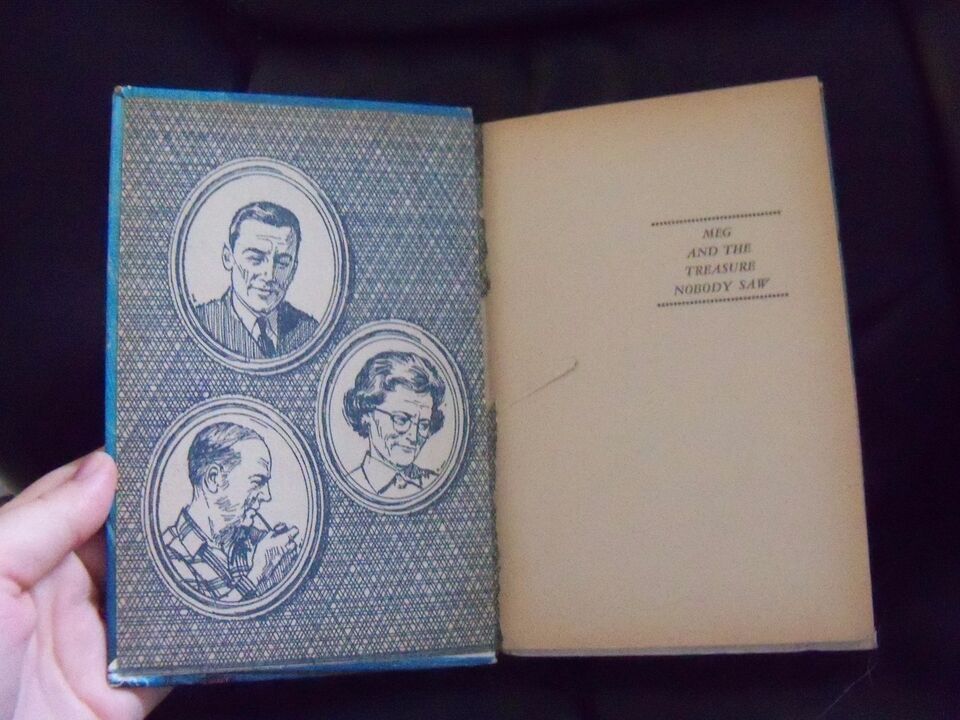 MEG
AND THE
TREASURE
NOBODY SAW